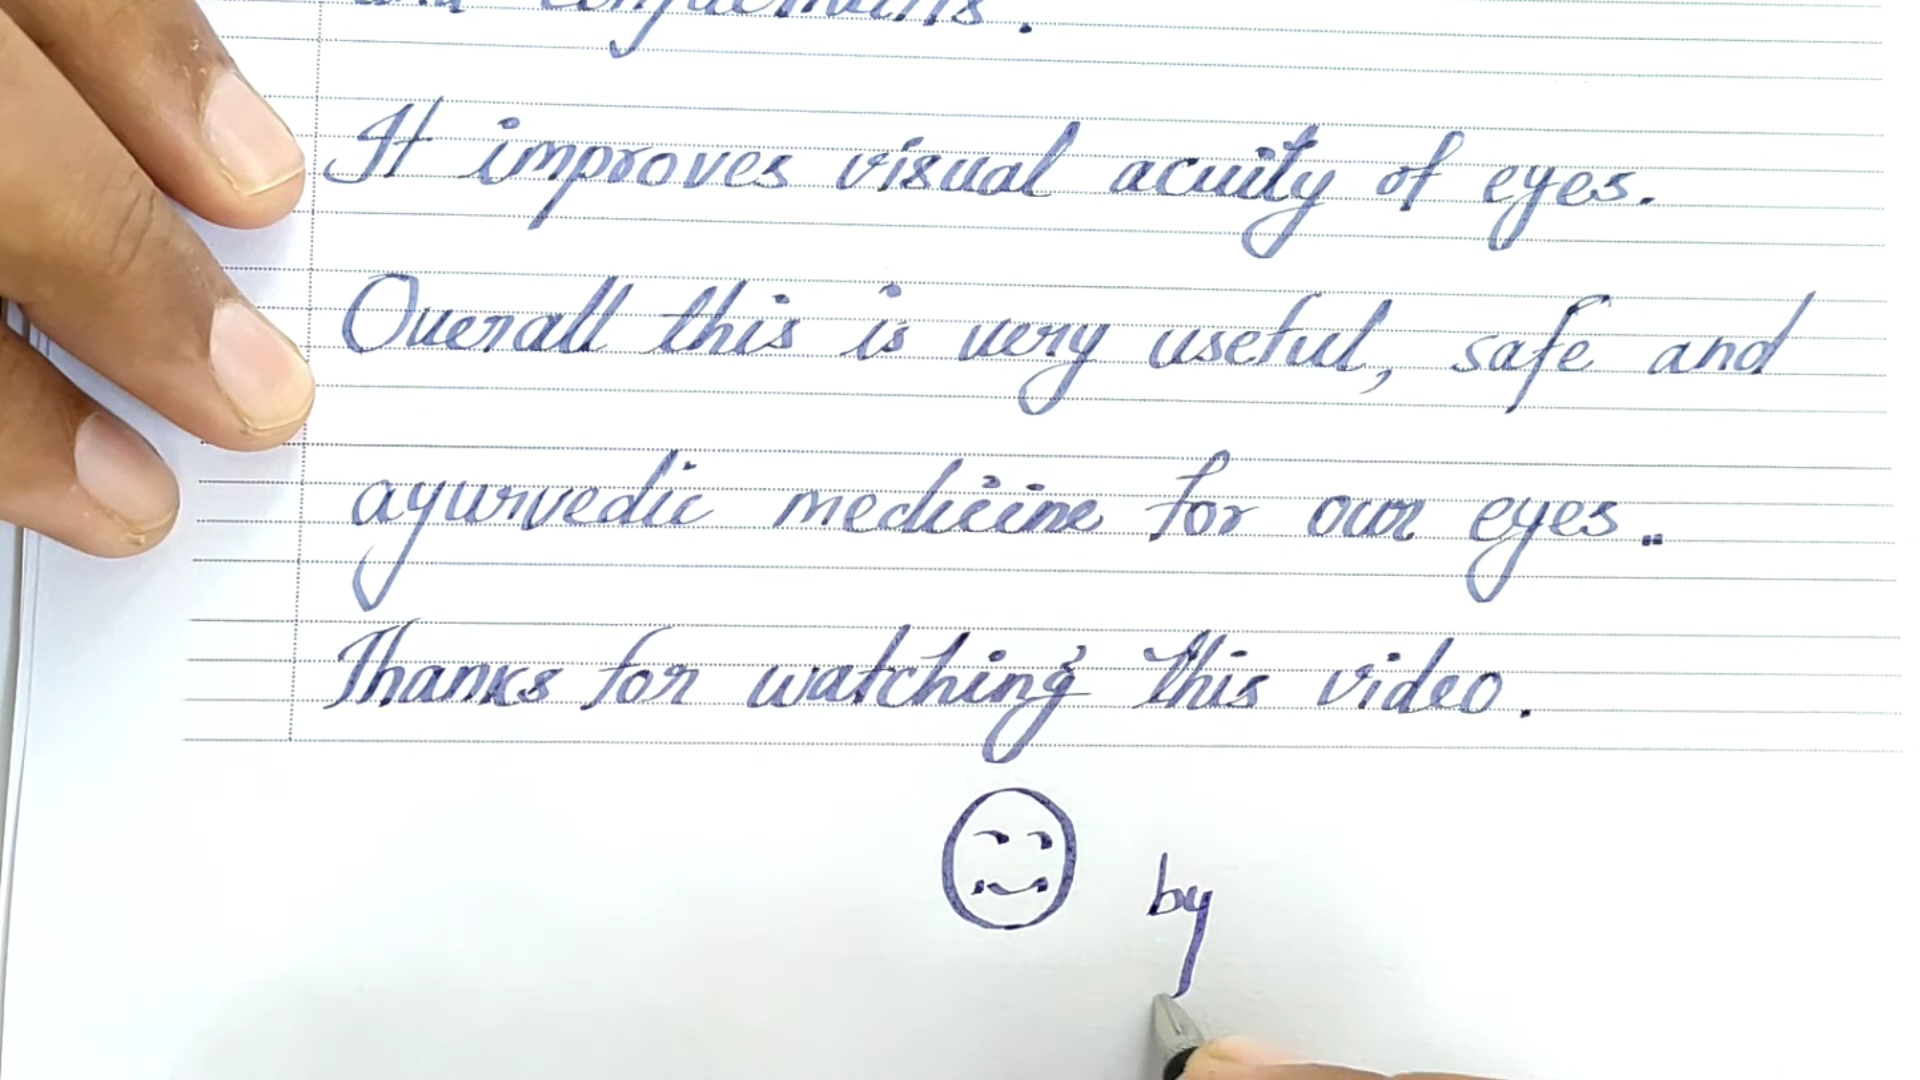 It improves visual acuity of eyes.
Overall this is very useful, safe and
ayurvedic medicine for our eyes..
Thanks for watching this video.
by